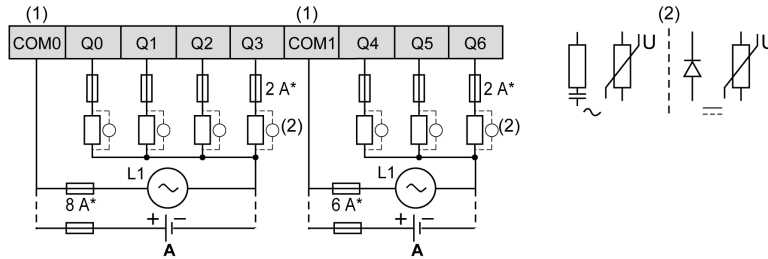 (1) (1) (2)
COM0 Q0 Q1 Q2 Q3 COM1 Q4 Q5 Q6
U U
2 A* 2 A*
(2) (2)
L1 L1
8 A* 6 A*
+ − + −
A A